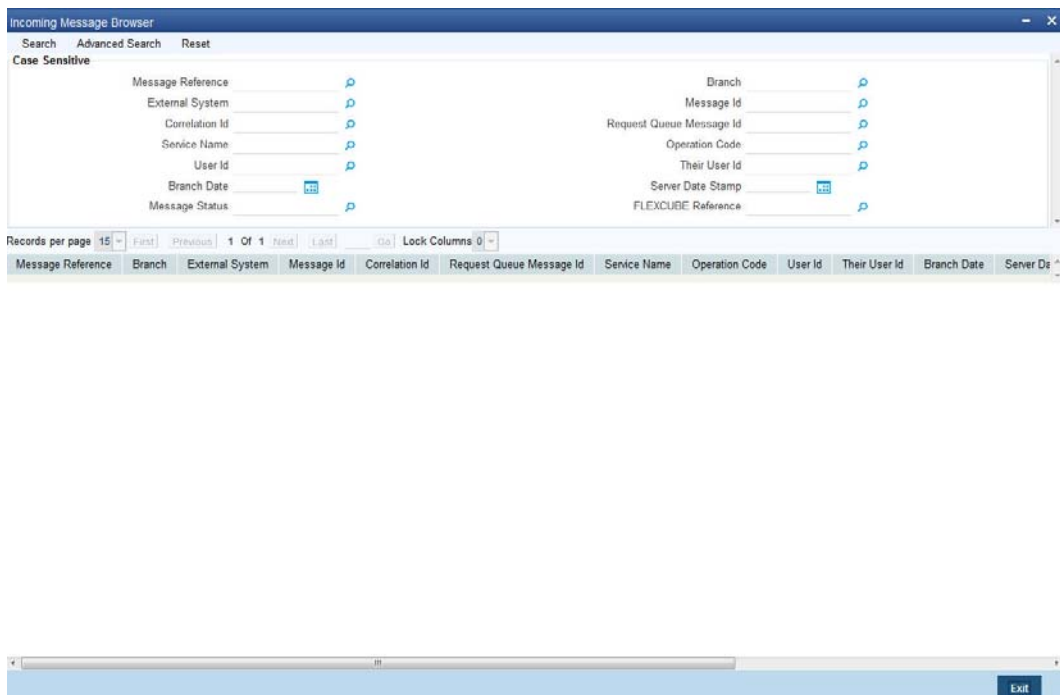 Incoming Message Browser
Search Advanced Search Reset
Case Sensitive
Message Reference Branch
External System Message Id
Correlation Id Request Queue Message Id
Service Name Operation Code
User Id Their User Id
Branch Date Server Date Stamp
Message Status FLEXCUBE Reference
Records per page 15 First Previous 1 Of 1 Next Last Go Lock Columns 0
Message Reference Branch External System Message Id Correlation Id Request Queue Message Id Service Name Operation Code User Id Their User Id Branch Date Server Da
Exit